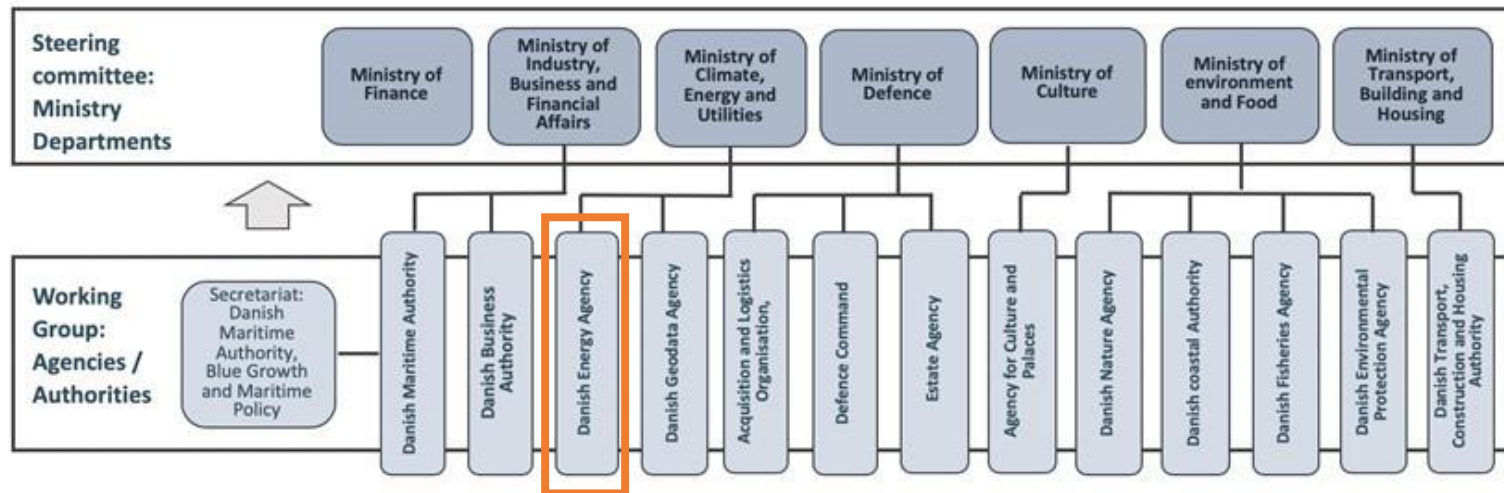 Steering
committee:
Ministry
Departments
Ministry of
Finance
Ministry of
Industry,
Business and
Financial
Affairs
Ministry of
Climate,
Energy and
Utilities
Ministry of
Defence
Ministry of
Culture
Ministry of
environment
and Food
Ministry of
Transport,
Building and
Housing
Working
Group:
Agencies /
Authorities
Secretariat:
Danish
Maritime
Authority,
Blue Growth
and Maritime
Policy
Danish Maritime Authority
Danish Business
Authority
Danish Energy Agency
Danish Geodata Agency
Acquisition and Logistics
Organisation,
Defence Command
Estate Agency
Agency for Culture and
Palaces
Danish Nature Agency
Danish coastal Authority
Danish Fisheries Agency
Danish Environmental
Protection Agency
Danish Transport,
Construction and Housing
Authority